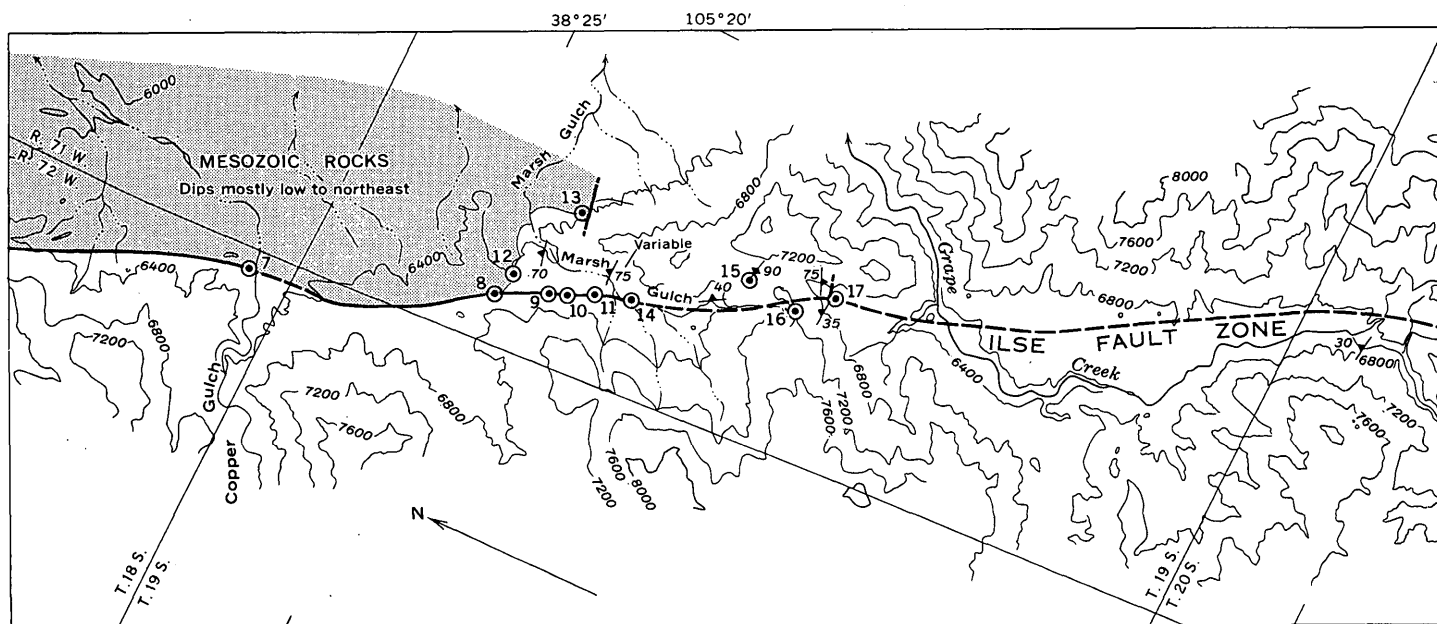 38°25′ 105°20′
6000
R. 71 W.
R. 72 W.
MESOZOIC ROCKS
Dips mostly low to northeast
Marsh Gulch
8000
13
6800
7600
Variable
7200
7200
12
70
Marsh
75
15
90
75
Grape
6400
7
6400
8
9
10
11
14
Gulch
40
16
17
35
6800
ILSE FAULT ZONE
30
6800
6800
7200
Gulch
7200
7600
6800
6400
Creek
6800
7200
7600
7200
7600
Copper
7600
8000
7200
N
T. 18 S.
T. 19 S.
T. 19 S.
T. 20 S.